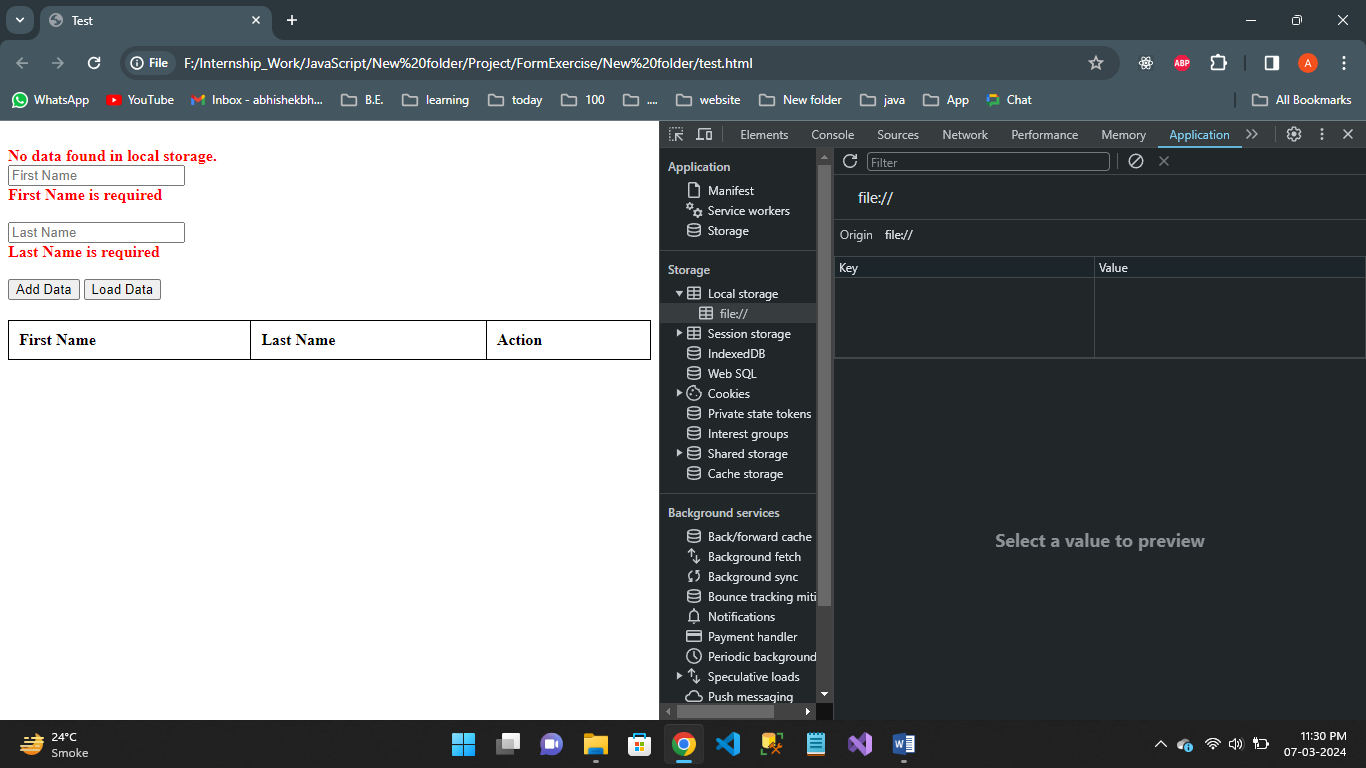 Test
File
F:/Internship_Work/JavaScript/New%20folder/Project/FormExercise/New%20folder/test.html
ABP
A
WhatsApp
YouTube
Inbox - abhishekbh...
B.E.
learning
today
100
....
website
New folder
java
App
Chat
All Bookmarks
No data found in local storage.
First Name
First Name is required
Last Name
Last Name is required
Add Data Load Data
First Name Last Name Action
Elements Console Sources Network Performance Memory Application
Application
Manifest
Service workers
Storage
Storage
Local storage
file://
Session storage
IndexedDB
Web SQL
Cookies
Private state tokens
Interest groups
Shared storage
Cache storage
Background services
Back/forward cache
Background fetch
Background sync
Bounce tracking miti
Notifications
Payment handler
Periodic background
Speculative loads
Push messaging
Filter
file://
Origin file://
Key Value
Select a value to preview
24°C
Smoke
11:30 PM
07-03-2024